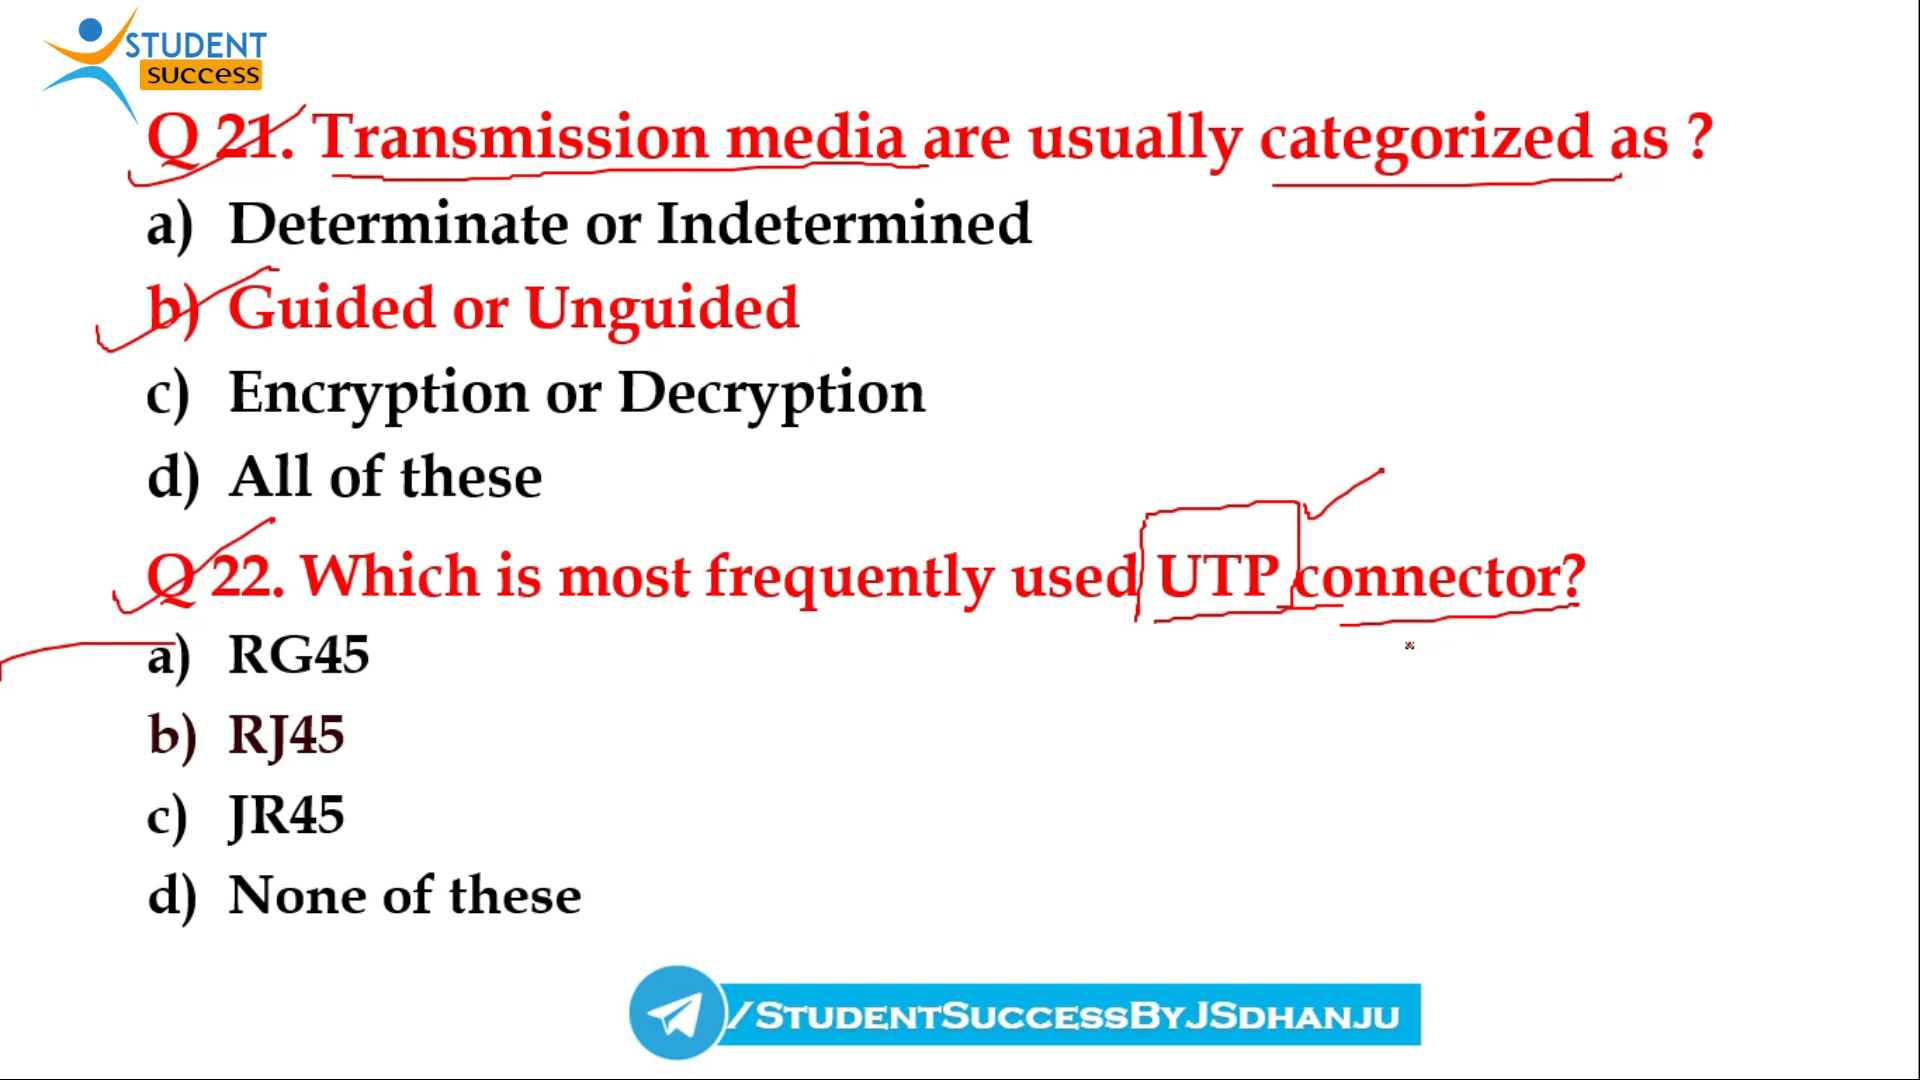 STUDENT
success
Q 21. Transmission media are usually categorized as ?
a) Determinate or Indetermined
b) Guided or Unguided
c) Encryption or Decryption
d) All of these
Q 22. Which is most frequently used UTP connector?
a) RG45
b) RJ45
c) JR45
d) None of these
/StudentSuccessByJSdhanju